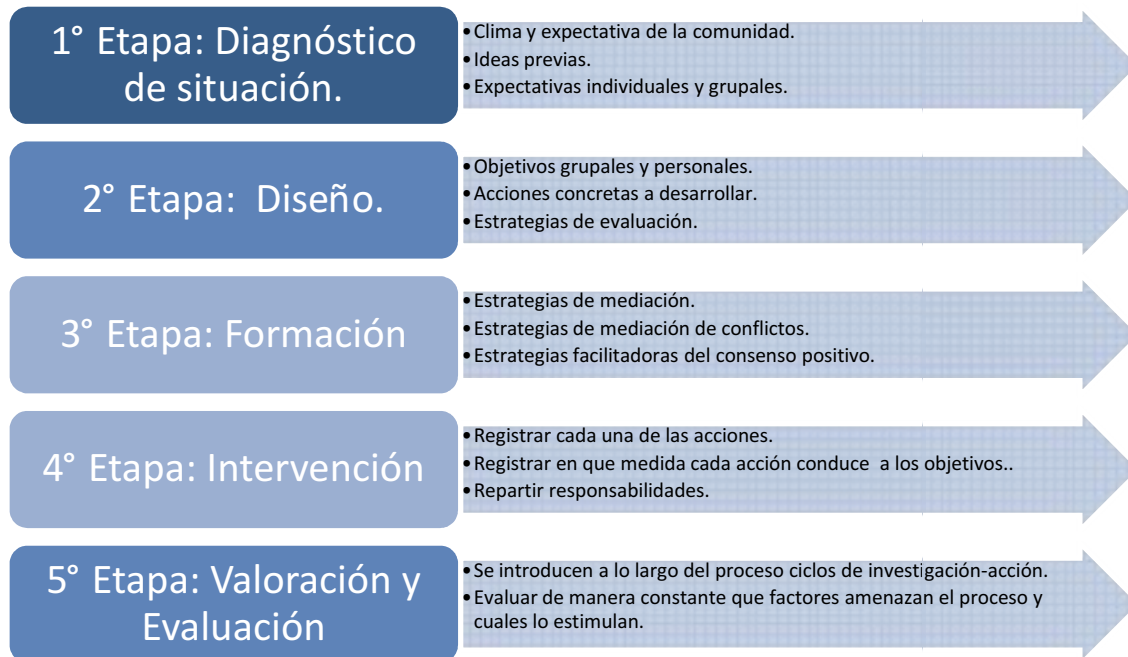 1° Etapa: Diagnóstico
de situación.
•Clima y expectativa de la comunidad.
•Ideas previas.
•Expectativas individuales y grupales.
2° Etapa:  Diseño.
•Objetivos grupales y personales.
•Acciones concretas a desarrollar.
•Estrategias de evaluación.
3° Etapa: Formación
•Estrategias de mediación.
•Estrategias de mediación de conflictos.
•Estrategias facilitadoras del consenso positivo.
4° Etapa: Intervención
•Registrar cada una de las acciones.
•Registrar en que medida cada acción conduce  a los objetivos..
•Repartir responsabilidades.
5° Etapa: Valoración y
Evaluación
•Se introducen a lo largo del proceso ciclos de investigación-acción.
•Evaluar de manera constante que factores amenazan el proceso y
cuales lo estimulan.